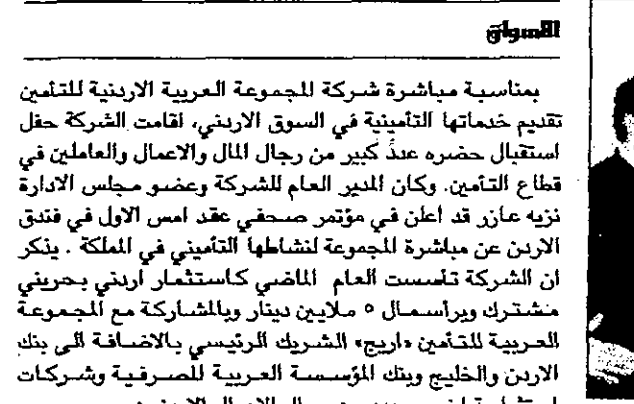 الاسواق
بمناسبة مباشرة شركة المجموعة العربية الاردنية للتأمين
تقديم خدماتها التأمينية في السوق الاردني، اقامت الشركة حفل
استقبال حضره عددُ كبير من رجال المال والاعمال والعاملين في
قطاع التأمين. وكان المدير العام للشركة وعضو مجلس الادارة
نزيه عازر قد اعلن في مؤتمر صحفي عقد امس الاول في فندق
الاردن عن مباشرة المجموعة لنشاطها التأميني في المملكة . يذكر
ان الشركة تأسست العام الماضي كاستثمار اردني بحريني
مشترك وبراسمال ٥ ملايين دينار وبالمشاركة مع المجموعة
العربية للتأمين «اريج» الشريك الرئيسي بالاضافة الى بنك
الاردن والخليج وبنك المؤسسة العربية المصرفية وشركات